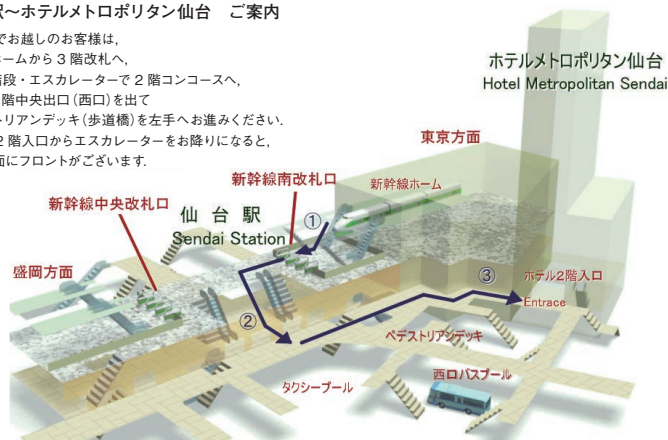 駅～ホテルメトロポリタン仙台　ご案内
でお越しのお客様は,
ホームから3階改札へ,
階段・エスカレーターで2階コンコースへ,
階中央出口(西口)を出て
トリアンデッキ(歩道橋)を左手へお進みください.
2階入口からエスカレーターをお降りになると,
面にフロントがございます.
ホテルメトロポリタン仙台
Hotel Metropolitan Sendai
東京方面
新幹線南改札口
新幹線ホーム
新幹線中央改札口
仙台駅
①
Sendai Station
盛岡方面
③
ホテル2階入口
Entrace
②
ペデストリアンデッキ
西口バスプール
タクシープール